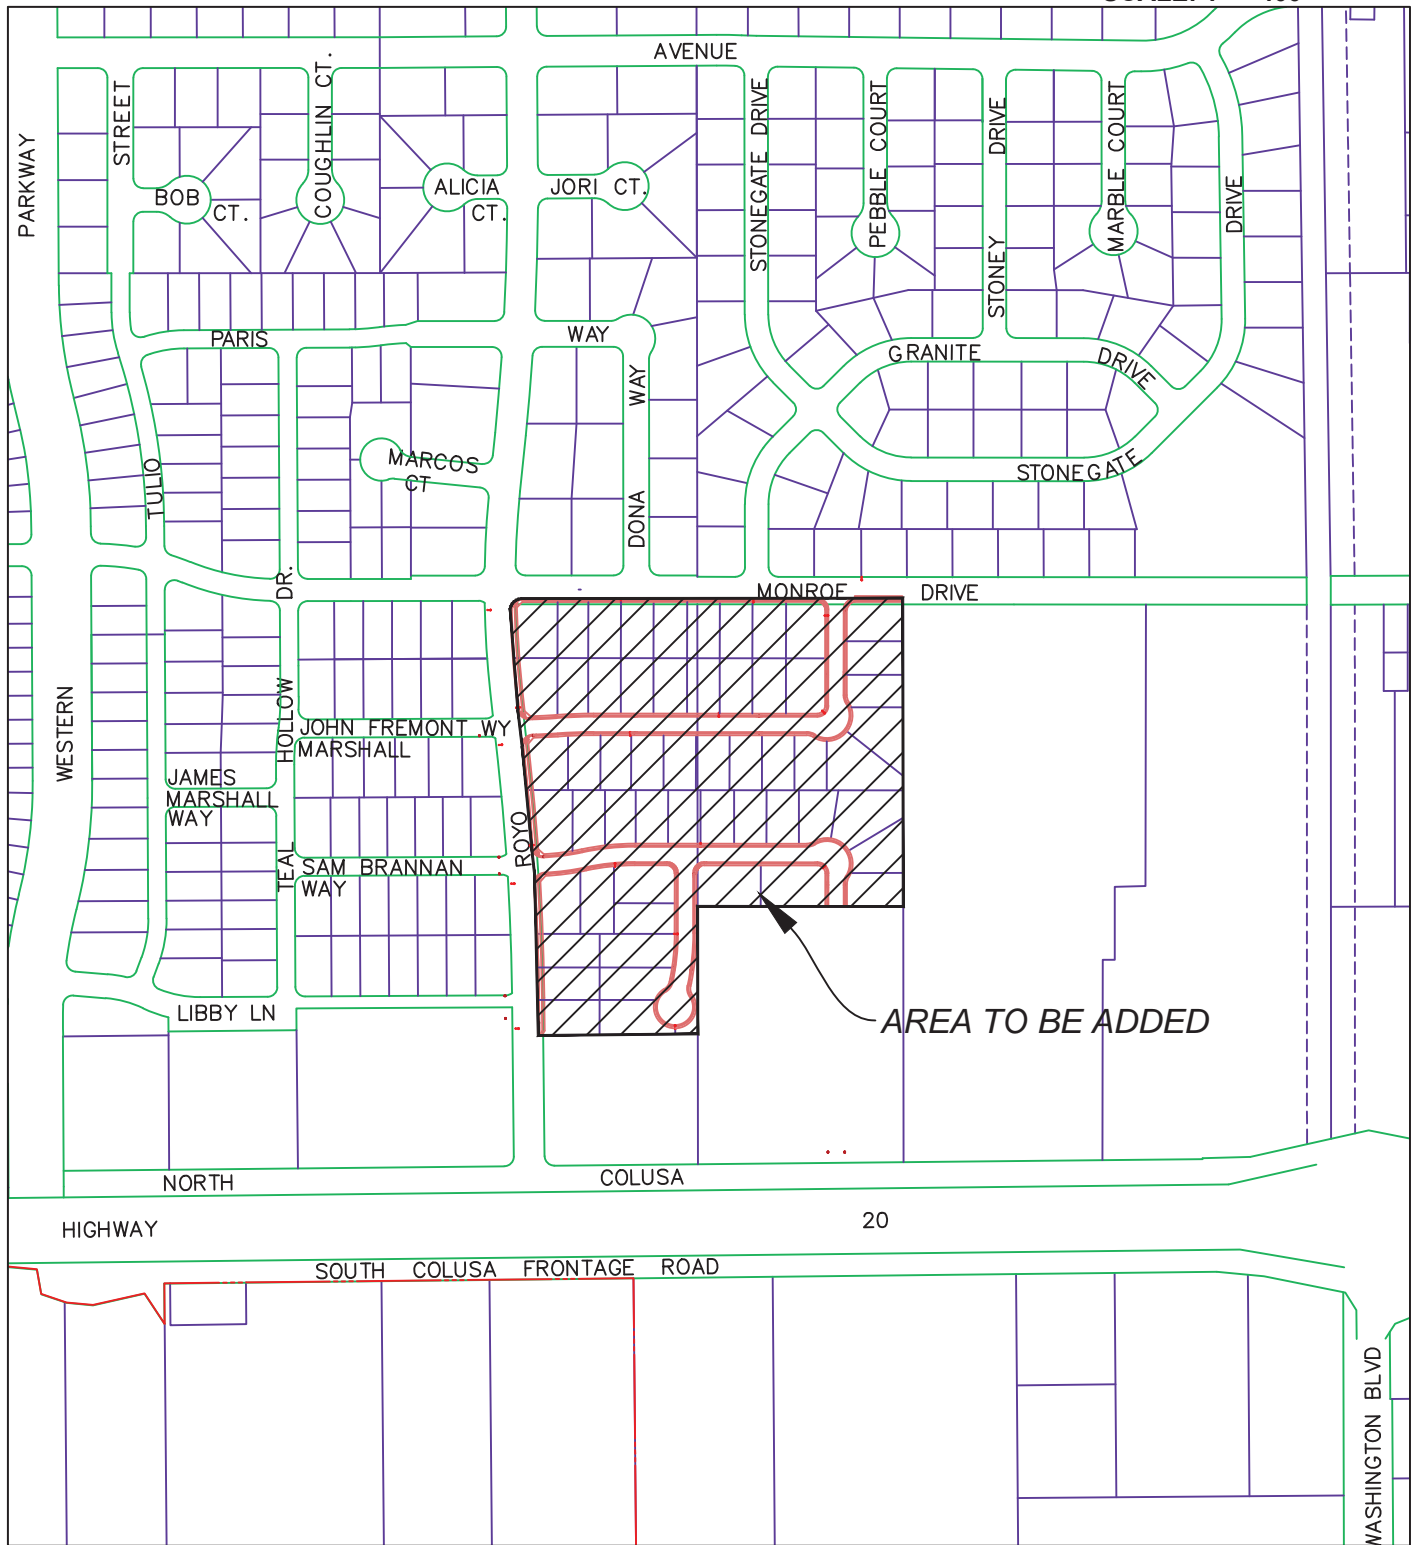 AVENUE
PARKWAY
STREET
COUGHLIN CT.
BOB
CT.
ALICIA
CT.
JORI CT.
STONEGATE DRIVE
PEBBLE COURT
STONEY DRIVE
MARBLE COURT
DRIVE
PARIS
WAY
GRANITE
DRIVE
DONA WAY
TULIO
MARCOS
CT
STONEGATE
MONROE DRIVE
WESTERN
TEAL HOLLOW DR.
JOHN FREMONT WY
MARSHALL
JAMES
MARSHALL
WAY
ROYO
SAM BRANNAN
WAY
LIBBY LN
AREA TO BE ADDED
NORTH COLUSA
HIGHWAY 20
SOUTH COLUSA FRONTAGE ROAD
WASHINGTON BLVD